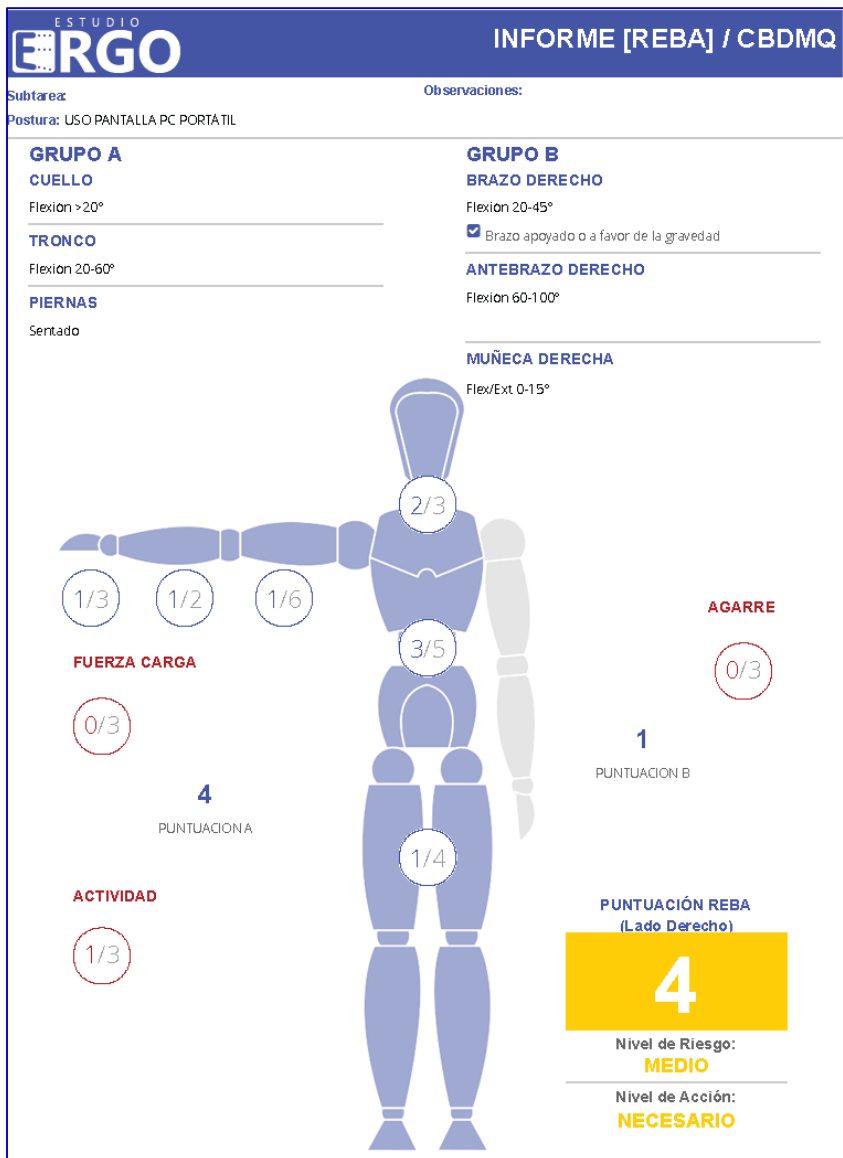 ESTUDIO
ERGO
INFORME [REBA] / CBDMQ
Subtarea:
Observaciones:
Postura: USO PANTALLA PC PORTÁTIL
GRUPO A
CUELLO
Flexión >20°
TRONCO
Flexión 20-60°
PIERNAS
Sentado
GRUPO B
BRAZO DERECHO
Flexión 20-45°
Brazo apoyado o a favor de la gravedad
ANTEBRAZO DERECHO
Flexión 60-100°
MUÑECA DERECHA
Flex/Ext 0-15°
2/3
1/3 1/2 1/6
AGARRE
3/5
FUERZA CARGA
0/3
0/3
1
PUNTUACION B
4
PUNTUACION A
1/4
ACTIVIDAD
1/3
PUNTUACIÓN REBA
(Lado Derecho)
4
Nivel de Riesgo:
MEDIO
Nivel de Acción:
NECESARIO